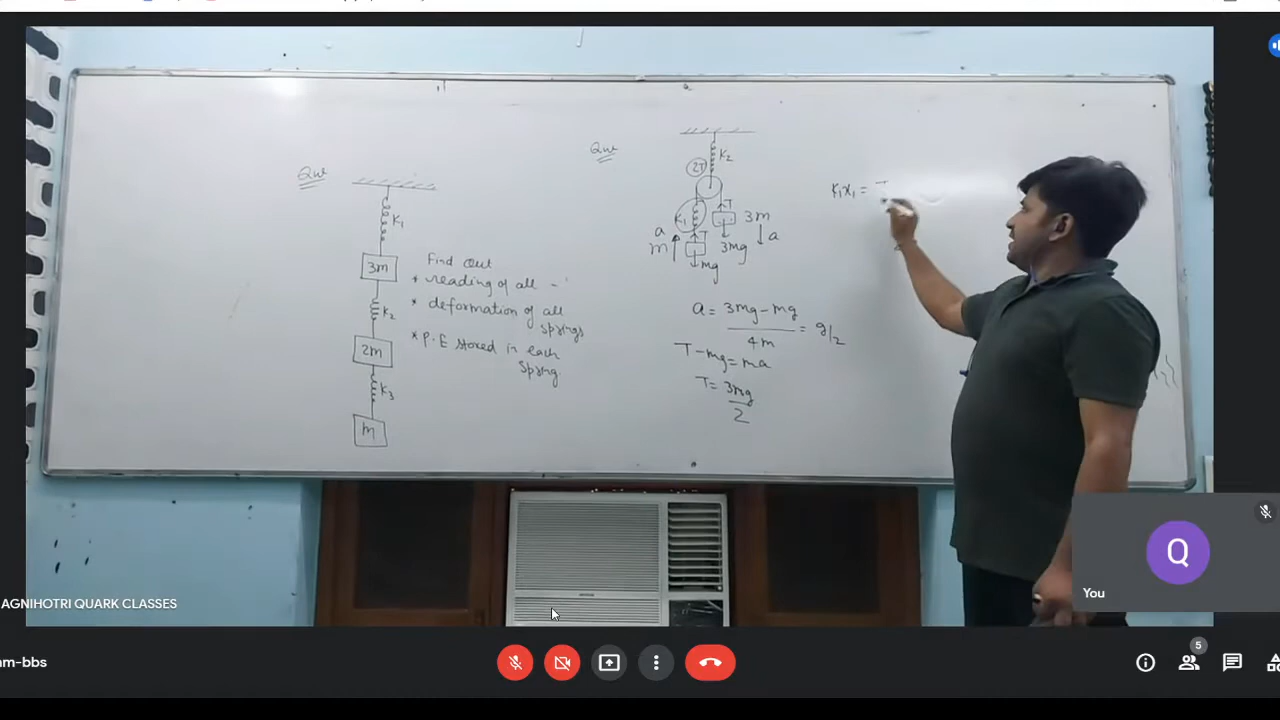 Que
K₁
3m
K₂
2m
K₃
m
Find Out
* reading of all -
* deformation of all
springs
* P.E stored in each
Spring.
Que
K₂
2T
K₁
T
T
3m
a
a
m
3mg
mg
a = 3mg-mg
4m
= g/2
T-mg=ma
T= 3mg
2
K₁x₁ = T
AGNIHOTRI QUARK CLASSES
Q
You
am-bbs
5